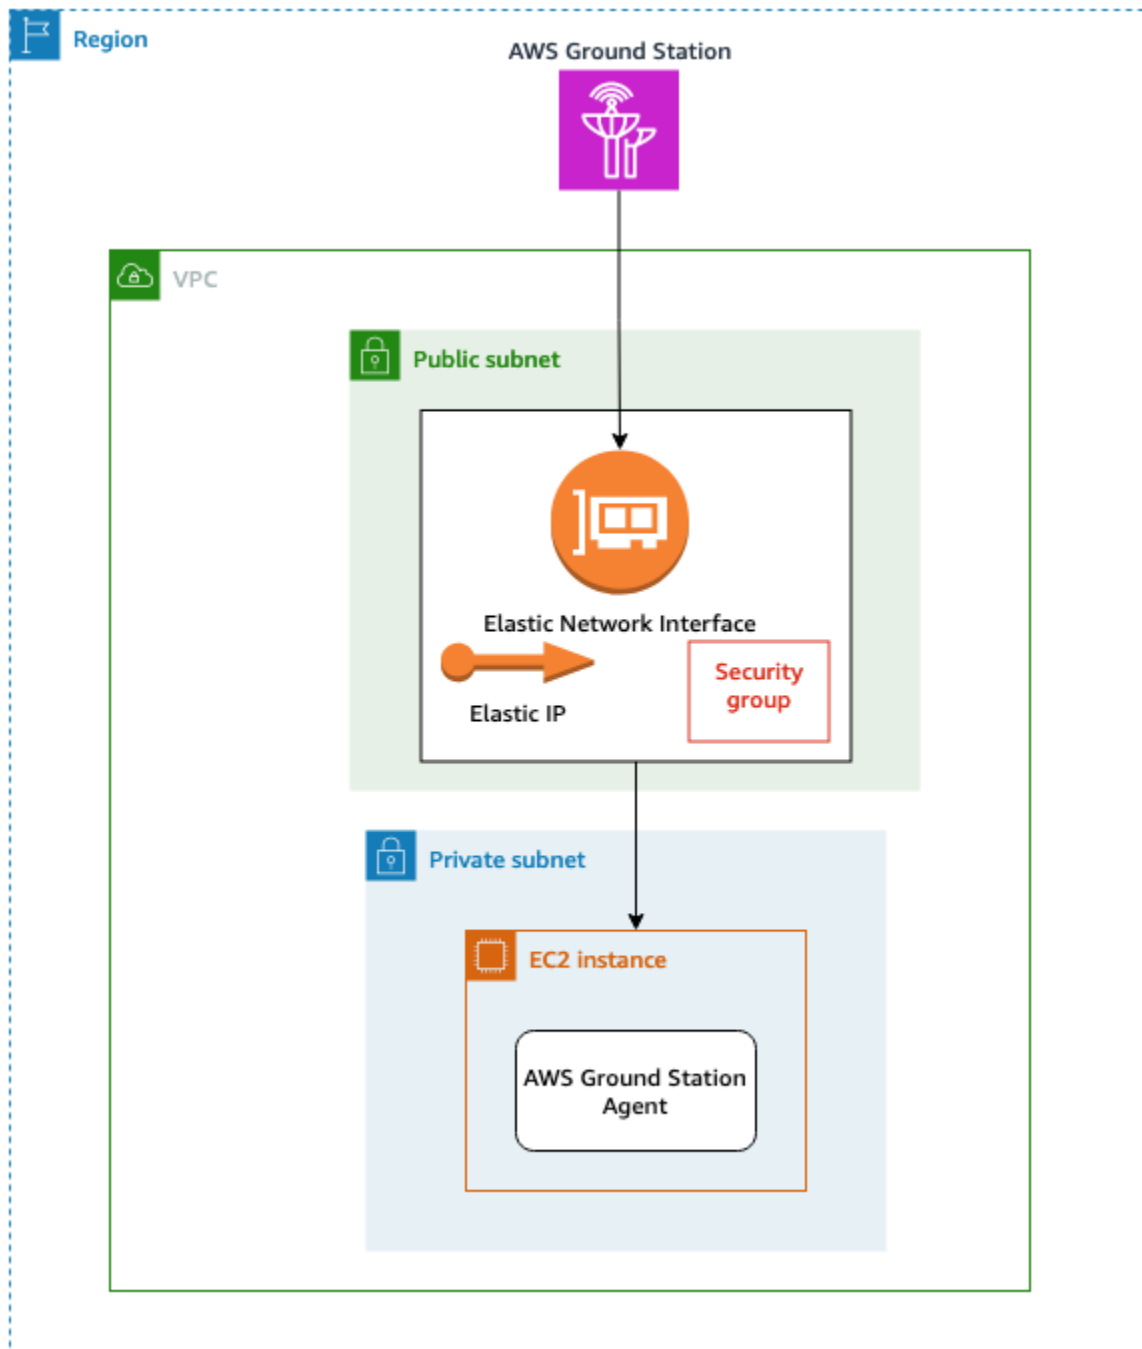 Region
AWS Ground Station
VPC
Public subnet
Elastic Network Interface
Elastic IP
Security
group
Private subnet
EC2 instance
AWS Ground Station
Agent